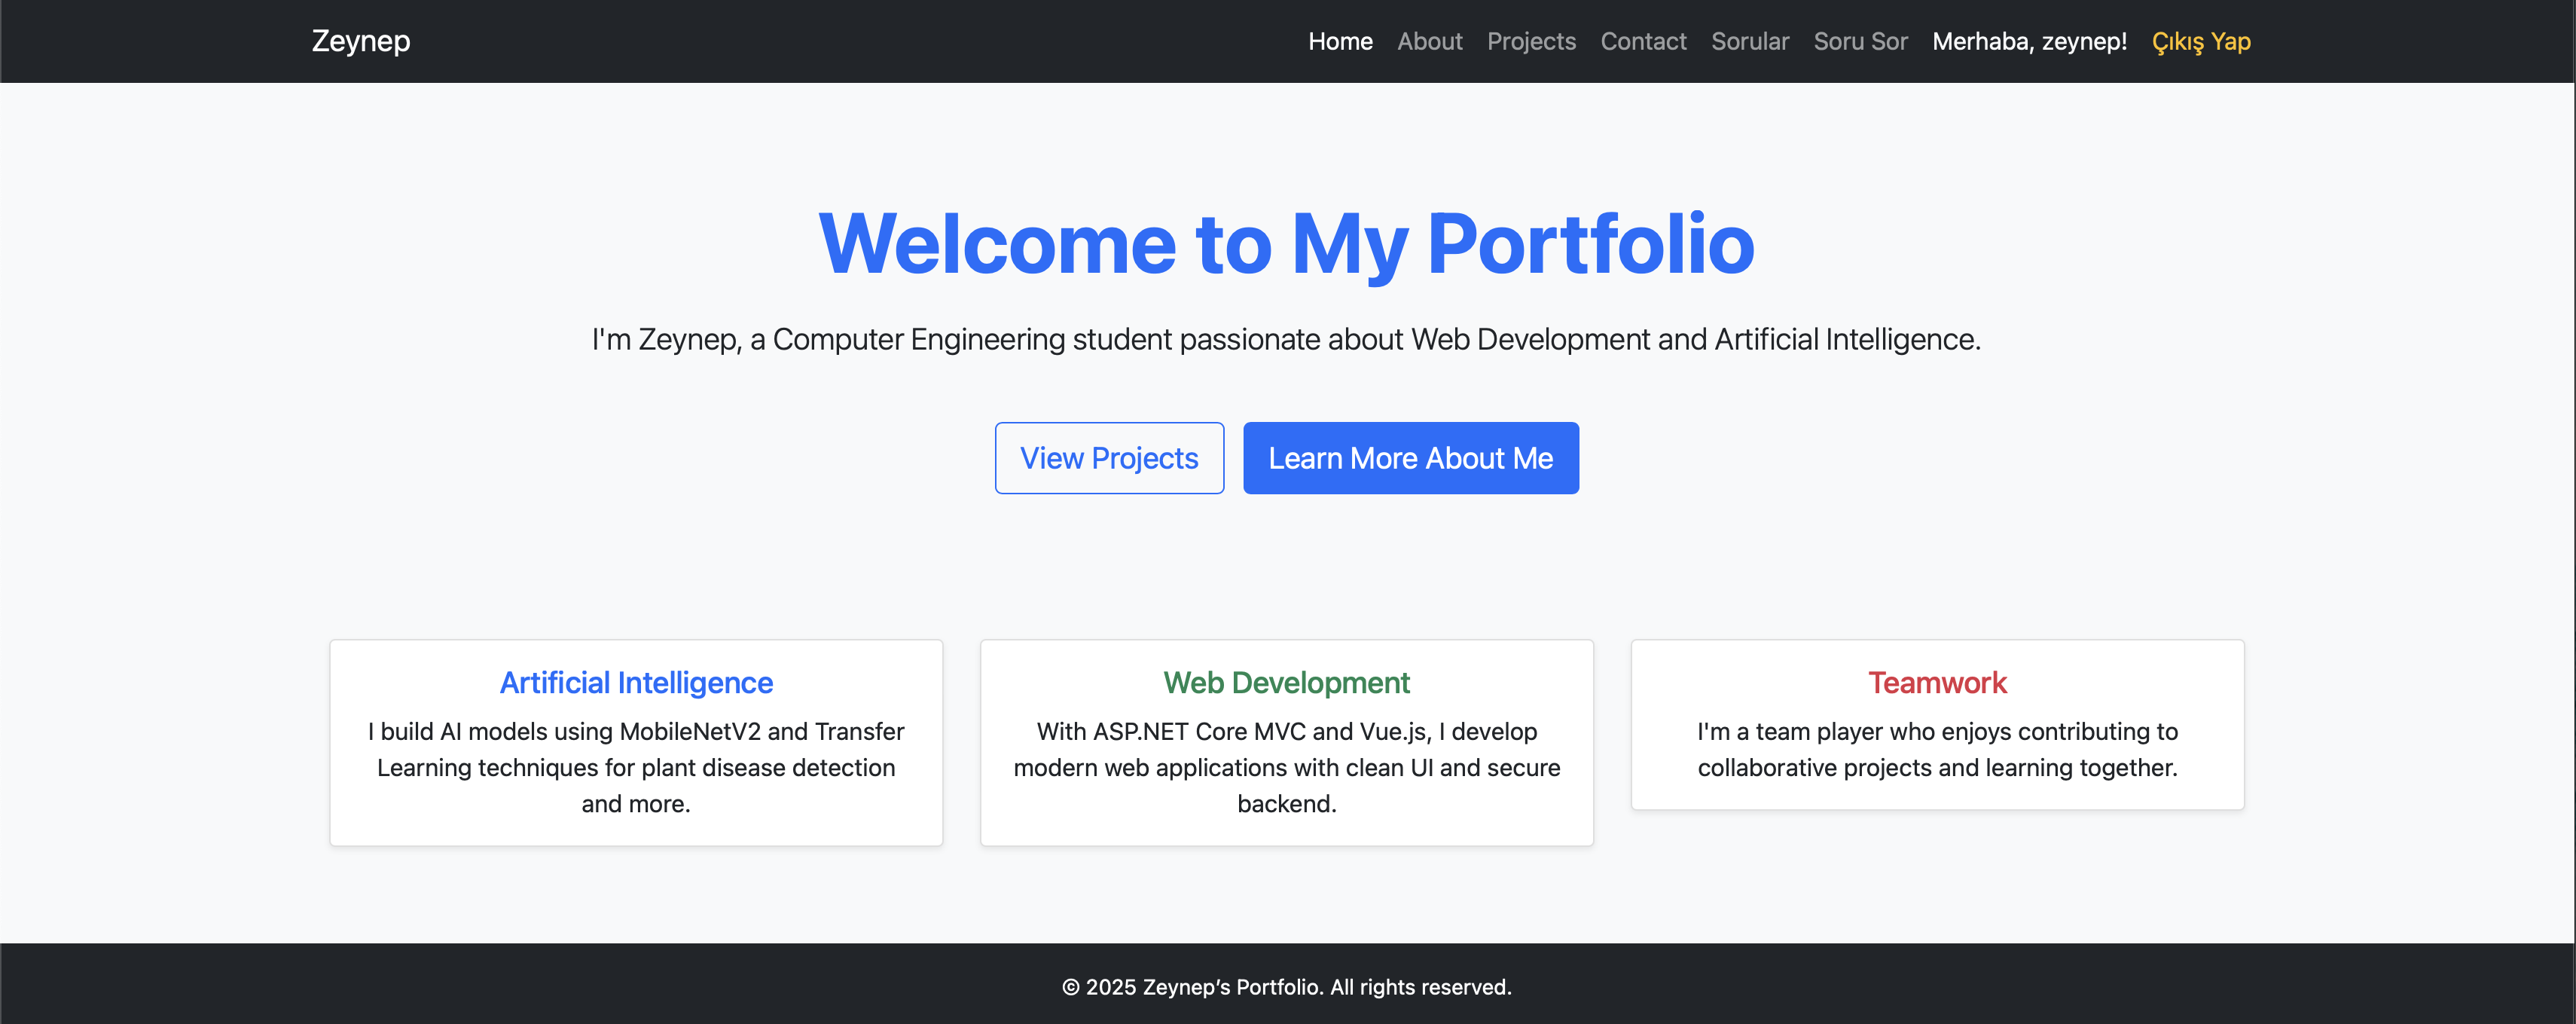 Zeynep
Home About Projects Contact Sorular Soru Sor Merhaba, zeynep! Çıkış Yap
Welcome to My Portfolio
I'm Zeynep, a Computer Engineering student passionate about Web Development and Artificial Intelligence.
View Projects
Learn More About Me
Artificial Intelligence
I build AI models using MobileNetV2 and Transfer
Learning techniques for plant disease detection
and more.
Web Development
With ASP.NET Core MVC and Vue.js, I develop
modern web applications with clean UI and secure
backend.
Teamwork
I'm a team player who enjoys contributing to
collaborative projects and learning together.
© 2025 Zeynep’s Portfolio. All rights reserved.